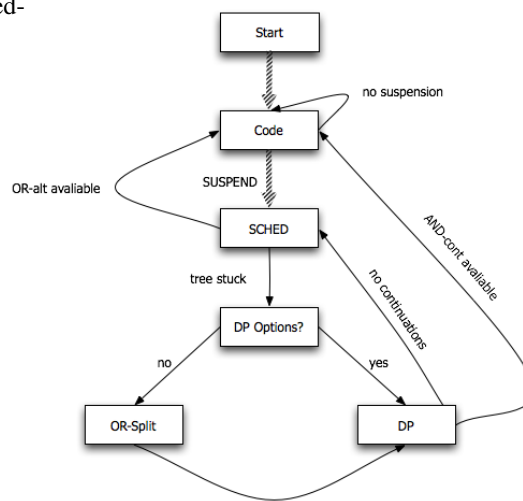 ed-
Start
no suspension
Code
OR-alt avaliable
SUSPEND
SCHED
AND-cont avaliable
no continuations
tree stuck
DP Options?
no
yes
OR-Split
DP